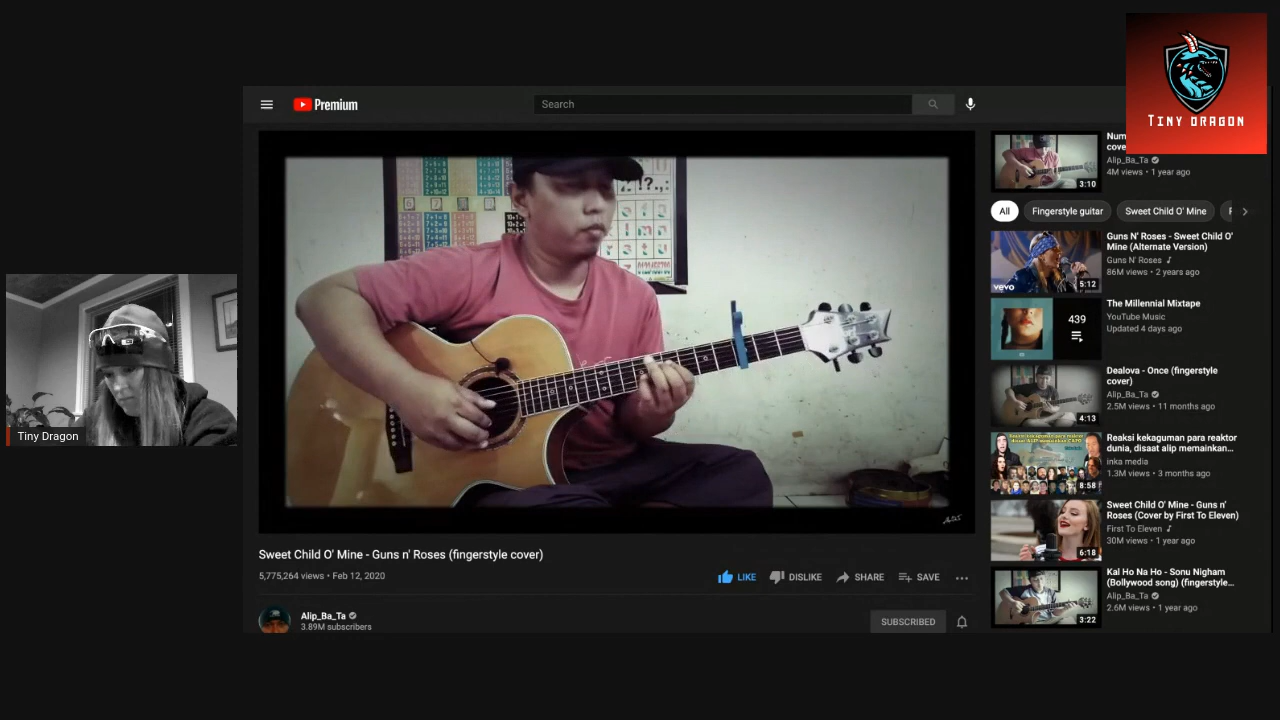 TINY DRAGON
Premium
Search
Tiny Dragon
Sweet Child O' Mine - Guns n' Roses (fingerstyle cover)
5,775,264 views • Feb 12, 2020
LIKE
DISLIKE
SHARE
SAVE
Alip_Ba_Ta
3.89M subscribers
SUBSCRIBED
Alip_Ba_Ta
4M views • 1 year ago
3:10
All
Fingerstyle guitar
Sweet Child O' Mine
Guns N' Roses - Sweet Child O'
Mine (Alternate Version)
Guns N' Roses
86M views • 2 years ago
vevo
5:12
The Millennial Mixtape
YouTube Music
Updated 4 days ago
439
Dealova - Once (fingerstyle
cover)
Alip_Ba_Ta
2.5M views • 11 months ago
4:13
Reaksi kekaguman para reaktor
dunia, disaat alip memainkan...
inka media
1.3M views • 3 months ago
8:58
Sweet Child O' Mine - Guns n'
Roses (Cover by First To Eleven)
First To Eleven
30M views • 1 year ago
6:18
Kal Ho Na Ho - Sonu Nigham
(Bollywood song) (fingerstyle...
Alip_Ba_Ta
2.6M views • 1 year ago
3:22